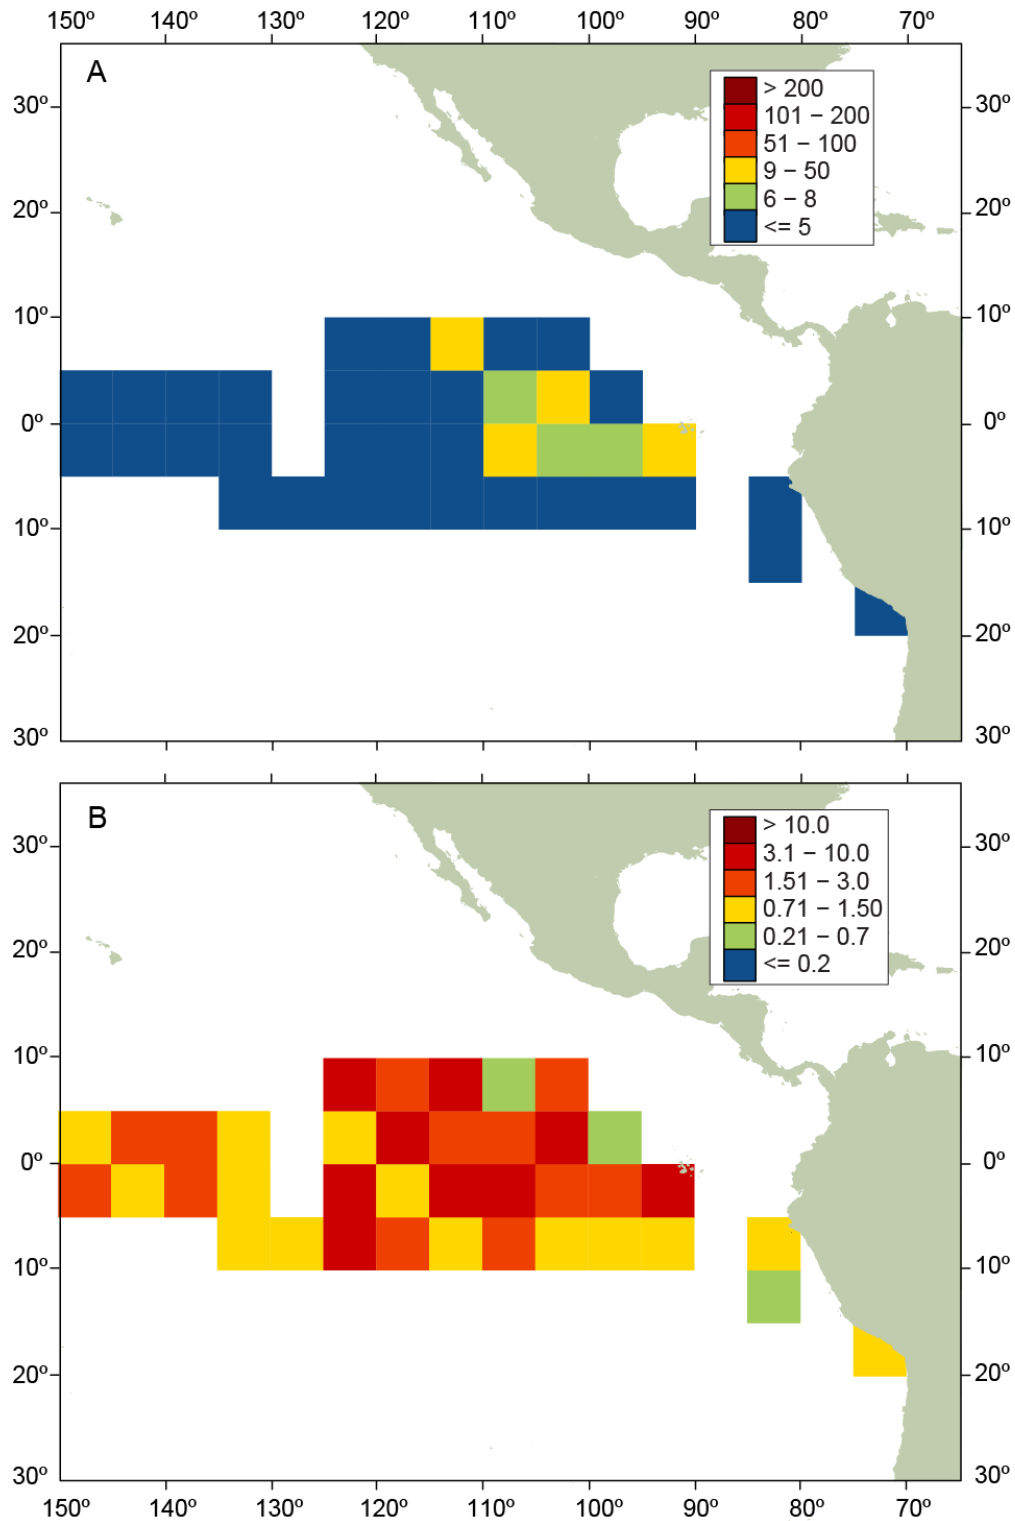 150º 140º 130º 120º 110º 100º 90º 80º 70º
A
> 200
101 − 200
51 − 100
9 − 50
6 − 8
<= 5
30º 30º
20º 20º
10º 10º
0º 0º
10º 10º
20º 20º
30º 30º
B
> 10.0
3.1 − 10.0
1.51 − 3.0
0.71 − 1.50
0.21 − 0.7
<= 0.2
30º 30º
20º 20º
10º 10º
0º 0º
10º 10º
20º 20º
30º 30º
150º 140º 130º 120º 110º 100º 90º 80º 70º